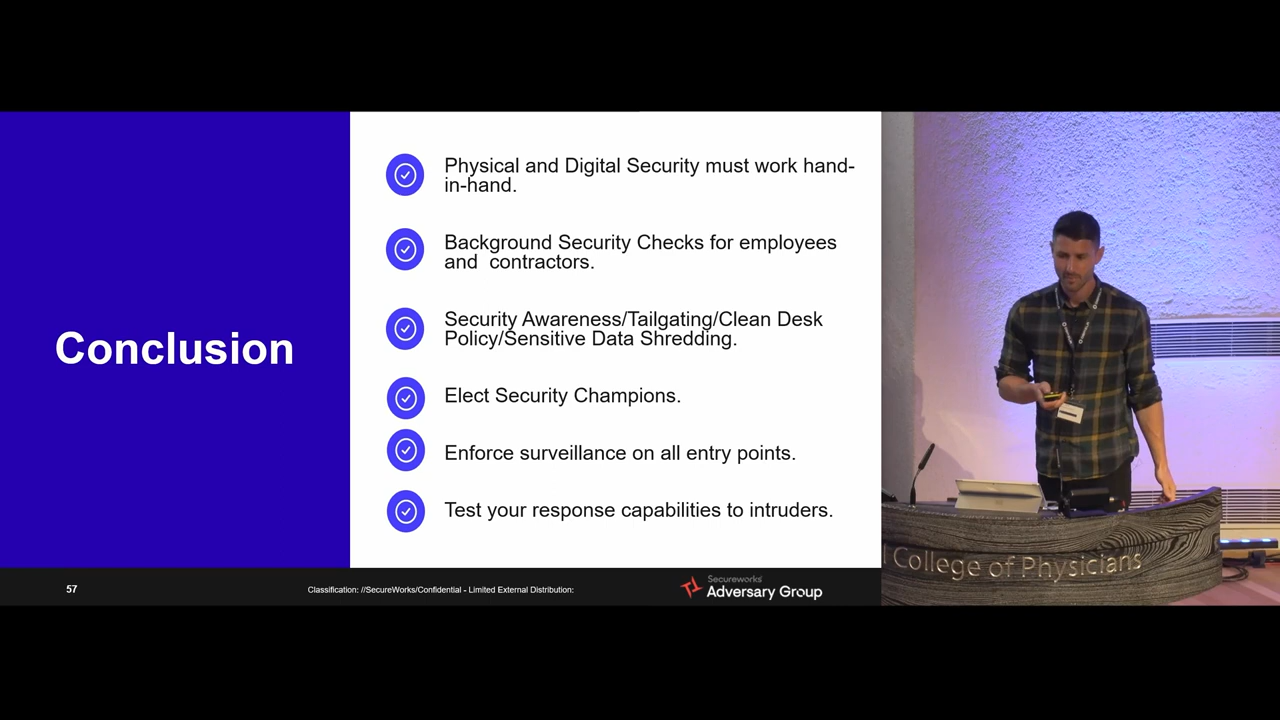 Conclusion
Physical and Digital Security must work hand-
in-hand.
Background Security Checks for employees
and  contractors.
Security Awareness/Tailgating/Clean Desk
Policy/Sensitive Data Shredding.
Elect Security Champions.
Enforce surveillance on all entry points.
Test your response capabilities to intruders.
57
Classification: //SecureWorks/Confidential - Limited External Distribution:
Secureworks
Adversary Group
l College of Physicians